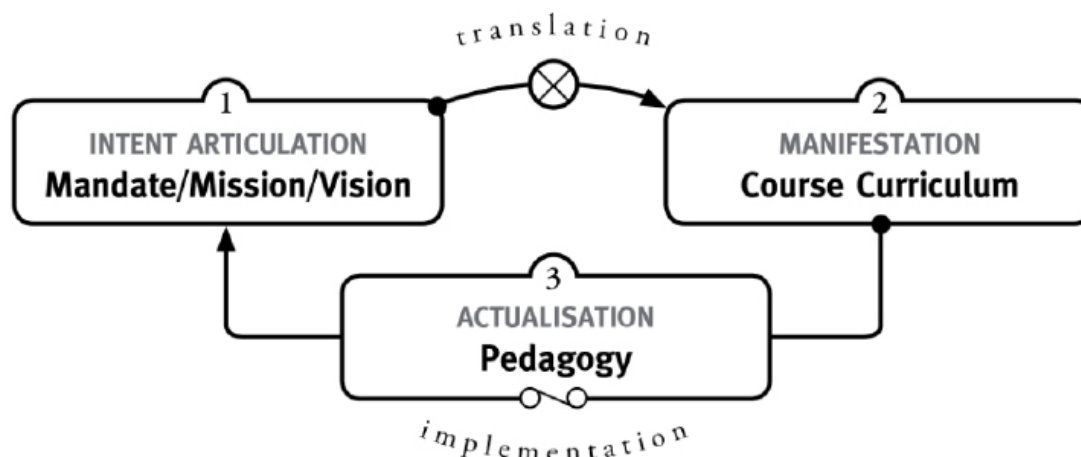 translation
1
INTENT ARTICULATION
Mandate/Mission/Vision
2
MANIFESTATION
Course Curriculum
3
ACTUALISATION
Pedagogy
implementation